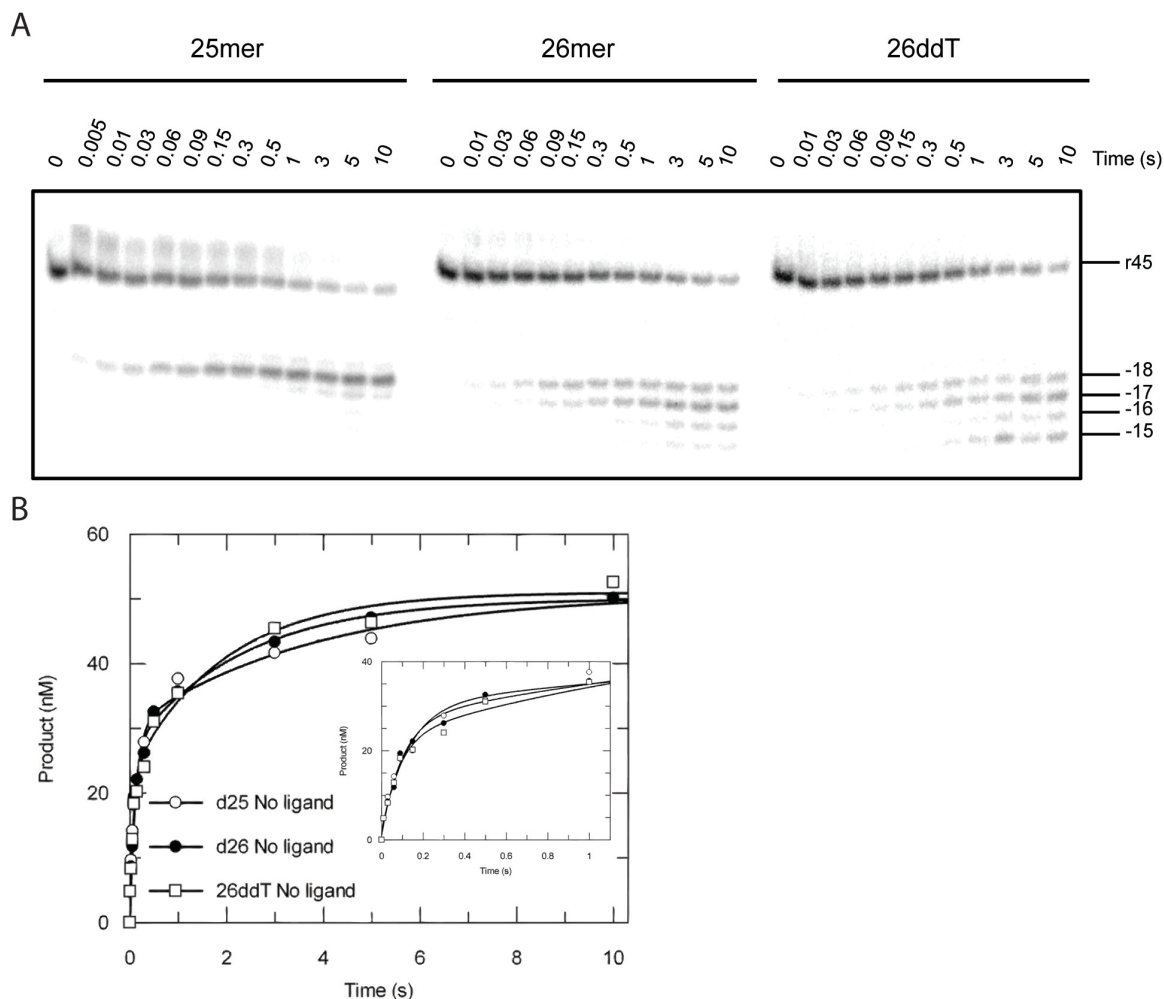 A
25mer 26mer 26ddT
0 0.005 0.01 0.03 0.06 0.09 0.15 0.3 0.5 1 3 5 10 0 0.01 0.03 0.06 0.09 0.15 0.3 0.5 1 3 5 10 0 0.01 0.03 0.06 0.09 0.15 0.3 0.5 1 3 5 10 Time (s)
r45
-18
-17
-16
-15
B
60
40
20
0
Product (nM)
0 2 4 6 8 10
Time (s)
d25 No ligand
d26 No ligand
26ddT No ligand
40
20
0
Product (nM)
0 0.2 0.4 0.6 0.8 1
Time (s)